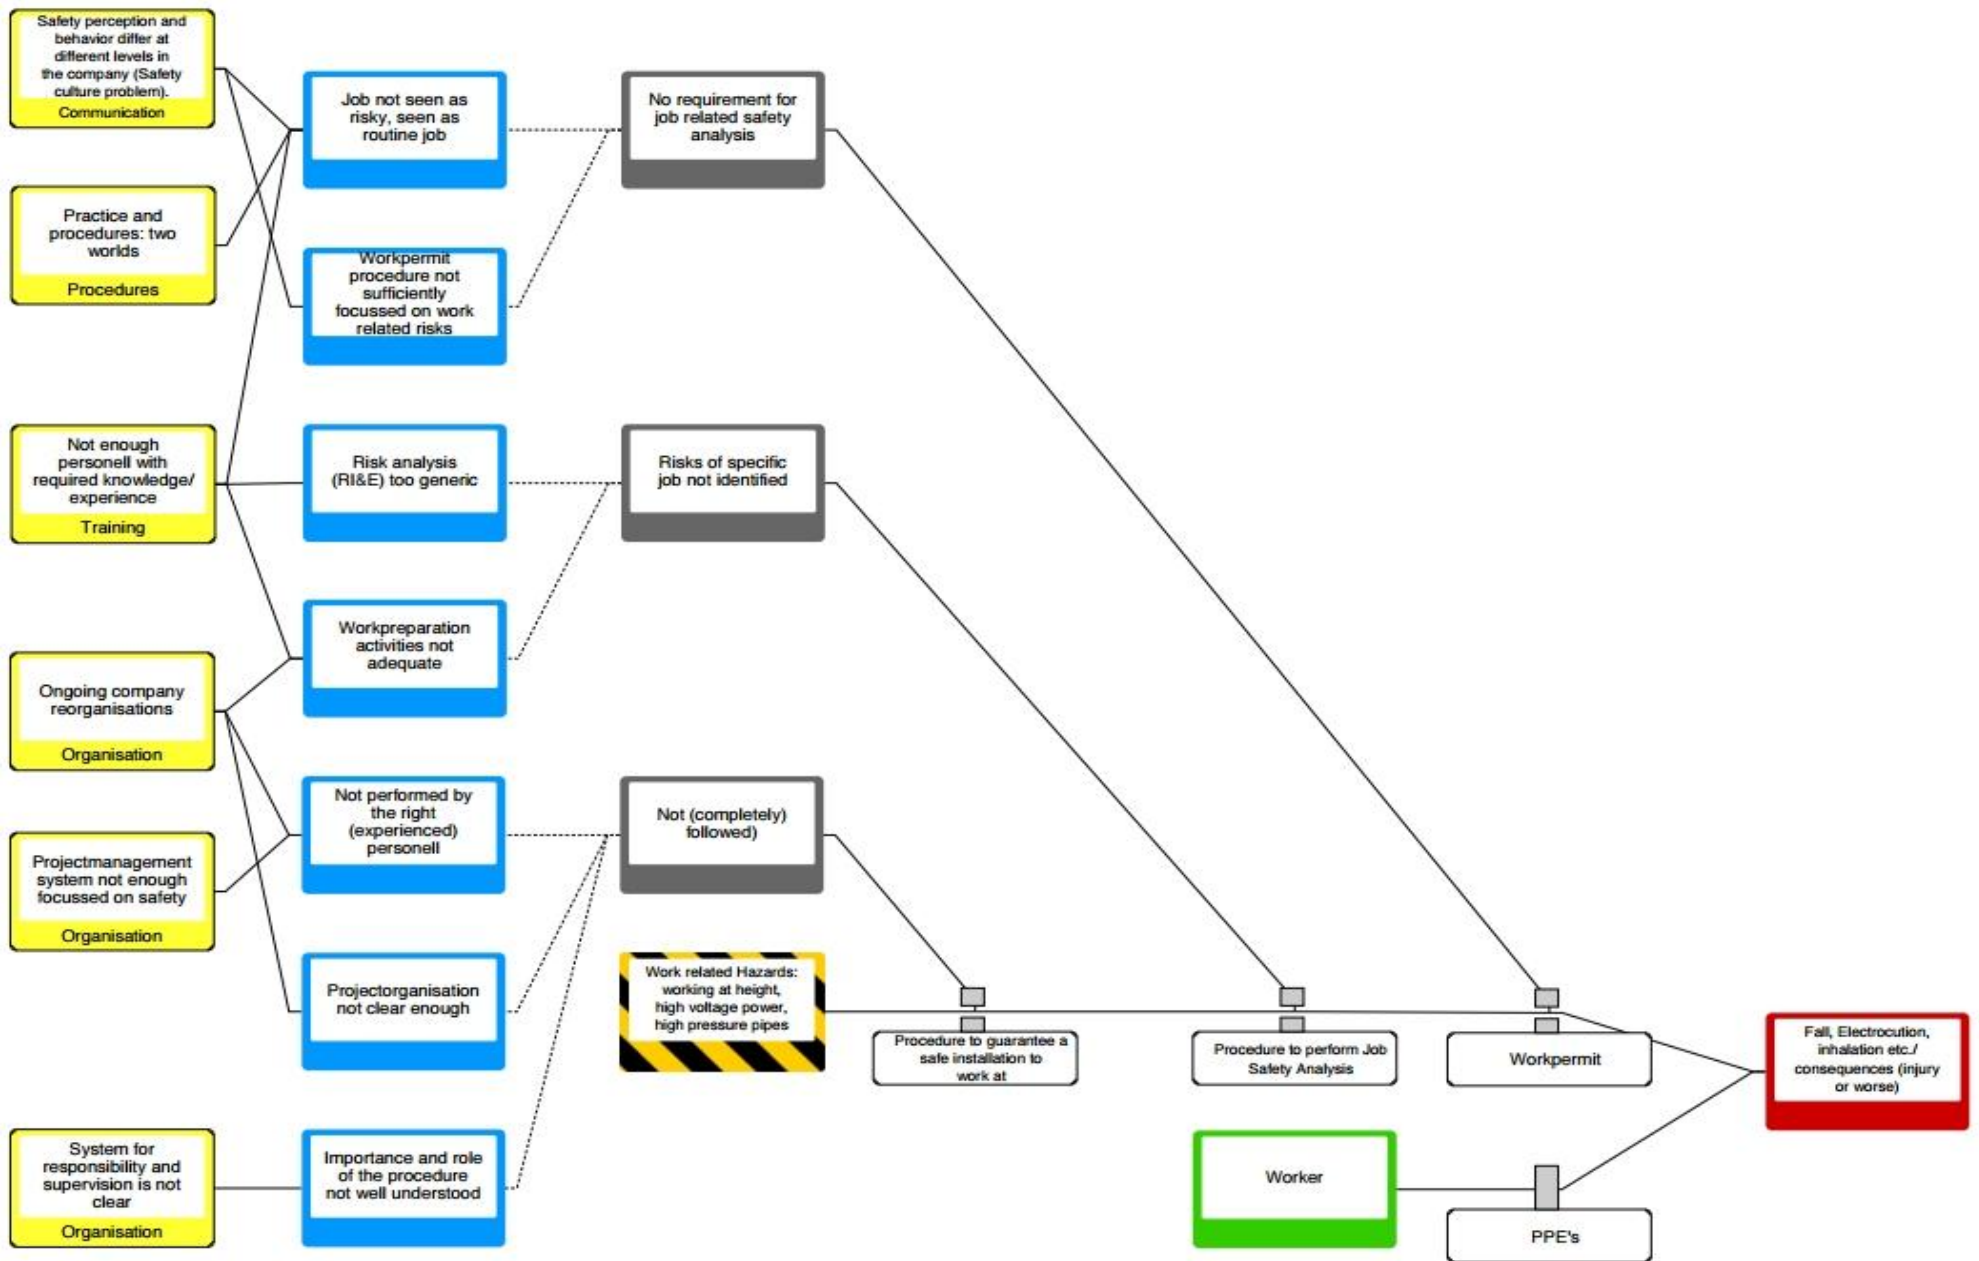 Safety perception and
behavior differ at
different levels in
the company (Safety
culture problem).
Communication
Job not seen as
risky, seen as
routine job
No requirement for
job related safety
analysis
Practice and
procedures: two
worlds
Procedures
Workpermit
procedure not
sufficiently
focussed on work
related risks
Not enough
personell with
required knowledge/
experience
Training
Risk analysis
(RI&E) too generic
Risks of specific
job not identified
Workpreparation
activities not
adequate
Ongoing company
reorganisations
Organisation
Not performed by
the right
(experienced)
personell
Not (completely)
followed)
Projectmanagement
system not enough
focussed on safety
Organisation
Projectorganisation
not clear enough
Work related Hazards:
working at height,
high voltage power,
high pressure pipes
Procedure to guarantee a
safe installation to
work at
Procedure to perform Job
Safety Analysis
Workpermit
Fall, Electrocution,
inhalation etc./
consequences (injury
or worse)
System for
responsibility and
supervision is not
clear
Organisation
Importance and role
of the procedure
not well understood
Worker
PPE's